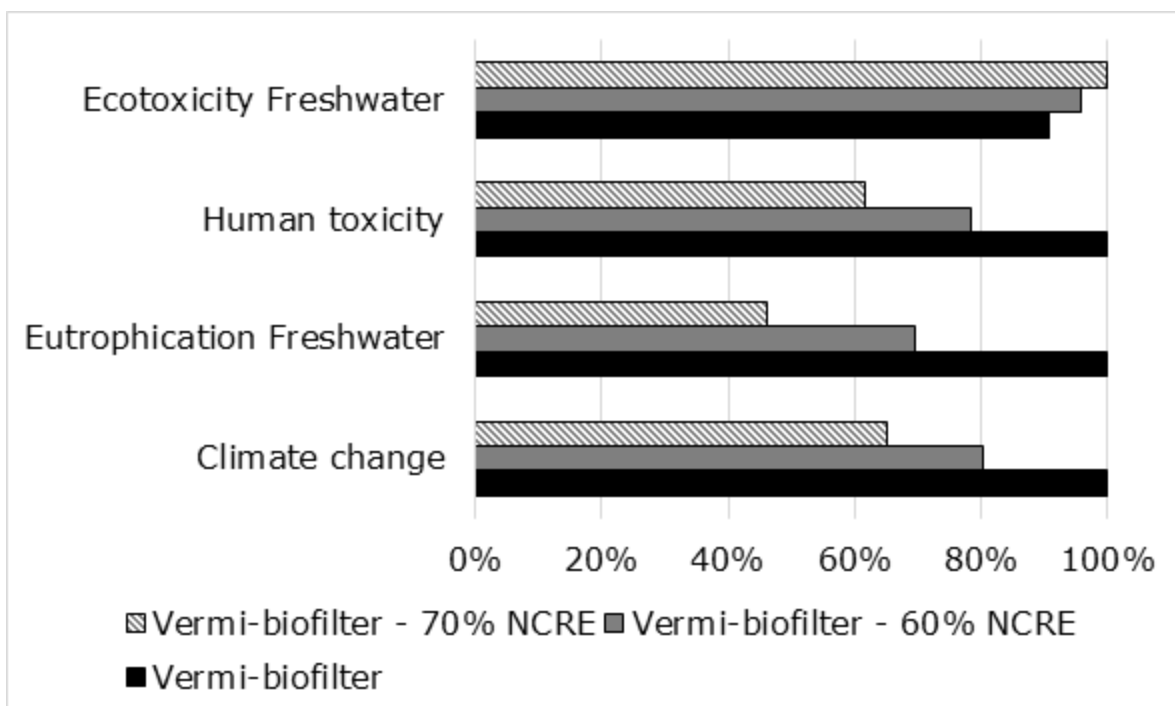 Ecotoxicity Freshwater
Human toxicity
Eutrophication Freshwater
Climate change
0% 20% 40% 60% 80% 100%
Vermi-biofilter - 70% NCRE Vermi-biofilter - 60% NCRE
Vermi-biofilter